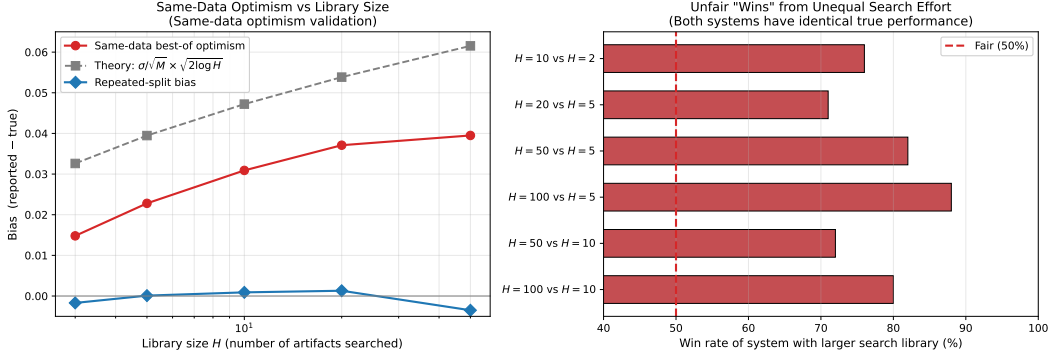 Same-Data Optimism vs Library Size
(Same-data optimism validation)
Same-data best-of optimism
Theory: σ/√M × √2log H
Repeated-split bias
0.06
0.05
0.04
0.03
0.02
0.01
0.00
Bias (reported − true)
10¹
Library size H (number of artifacts searched)
Unfair "Wins" from Unequal Search Effort
(Both systems have identical true performance)
Fair (50%)
H = 10 vs H = 2
H = 20 vs H = 5
H = 50 vs H = 5
H = 100 vs H = 5
H = 50 vs H = 10
H = 100 vs H = 10
40 50 60 70 80 90 100
Win rate of system with larger search library (%)